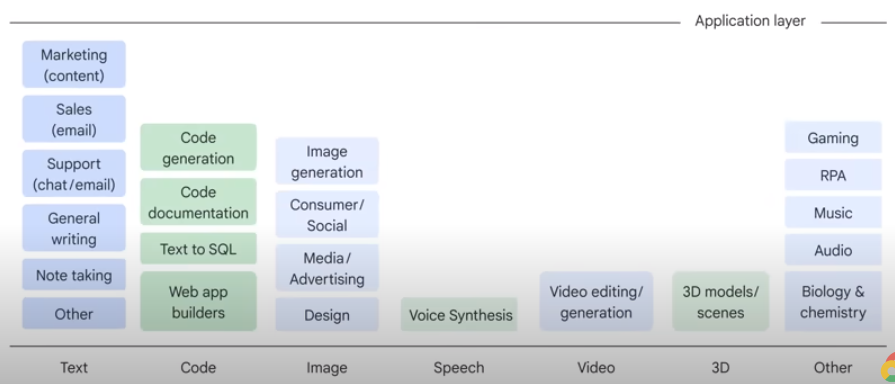 Application layer
Marketing
(content)
Sales
(email)
Support
(chat/email)
General
writing
Note taking
Other
Code
generation
Code
documentation
Text to SQL
Web app
builders
Image
generation
Consumer/
Social
Media/
Advertising
Design
Voice Synthesis
Video editing/
generation
3D models/
scenes
Gaming
RPA
Music
Audio
Biology &
chemistry
Text
Code
Image
Speech
Video
3D
Other